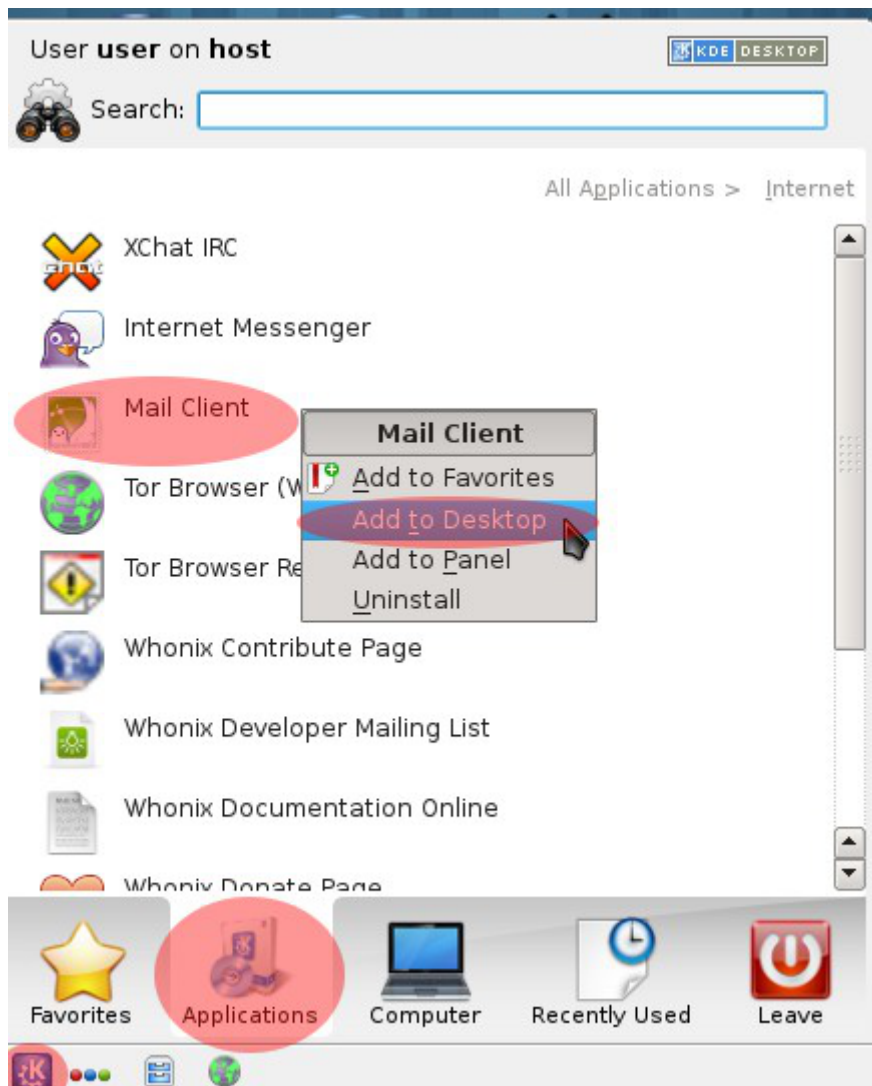 User user on host
KDE DESKTOP
Search:
All Applications > Internet
XChat IRC
Internet Messenger
Mail Client
Mail Client
Add to Favorites
Add to Desktop
Add to Panel
Uninstall
Tor Browser (W
Tor Browser Re
Whonix Contribute Page
Whonix Developer Mailing List
Whonix Documentation Online
Whonix Donate Page
Favorites
Applications
Computer
Recently Used
Leave